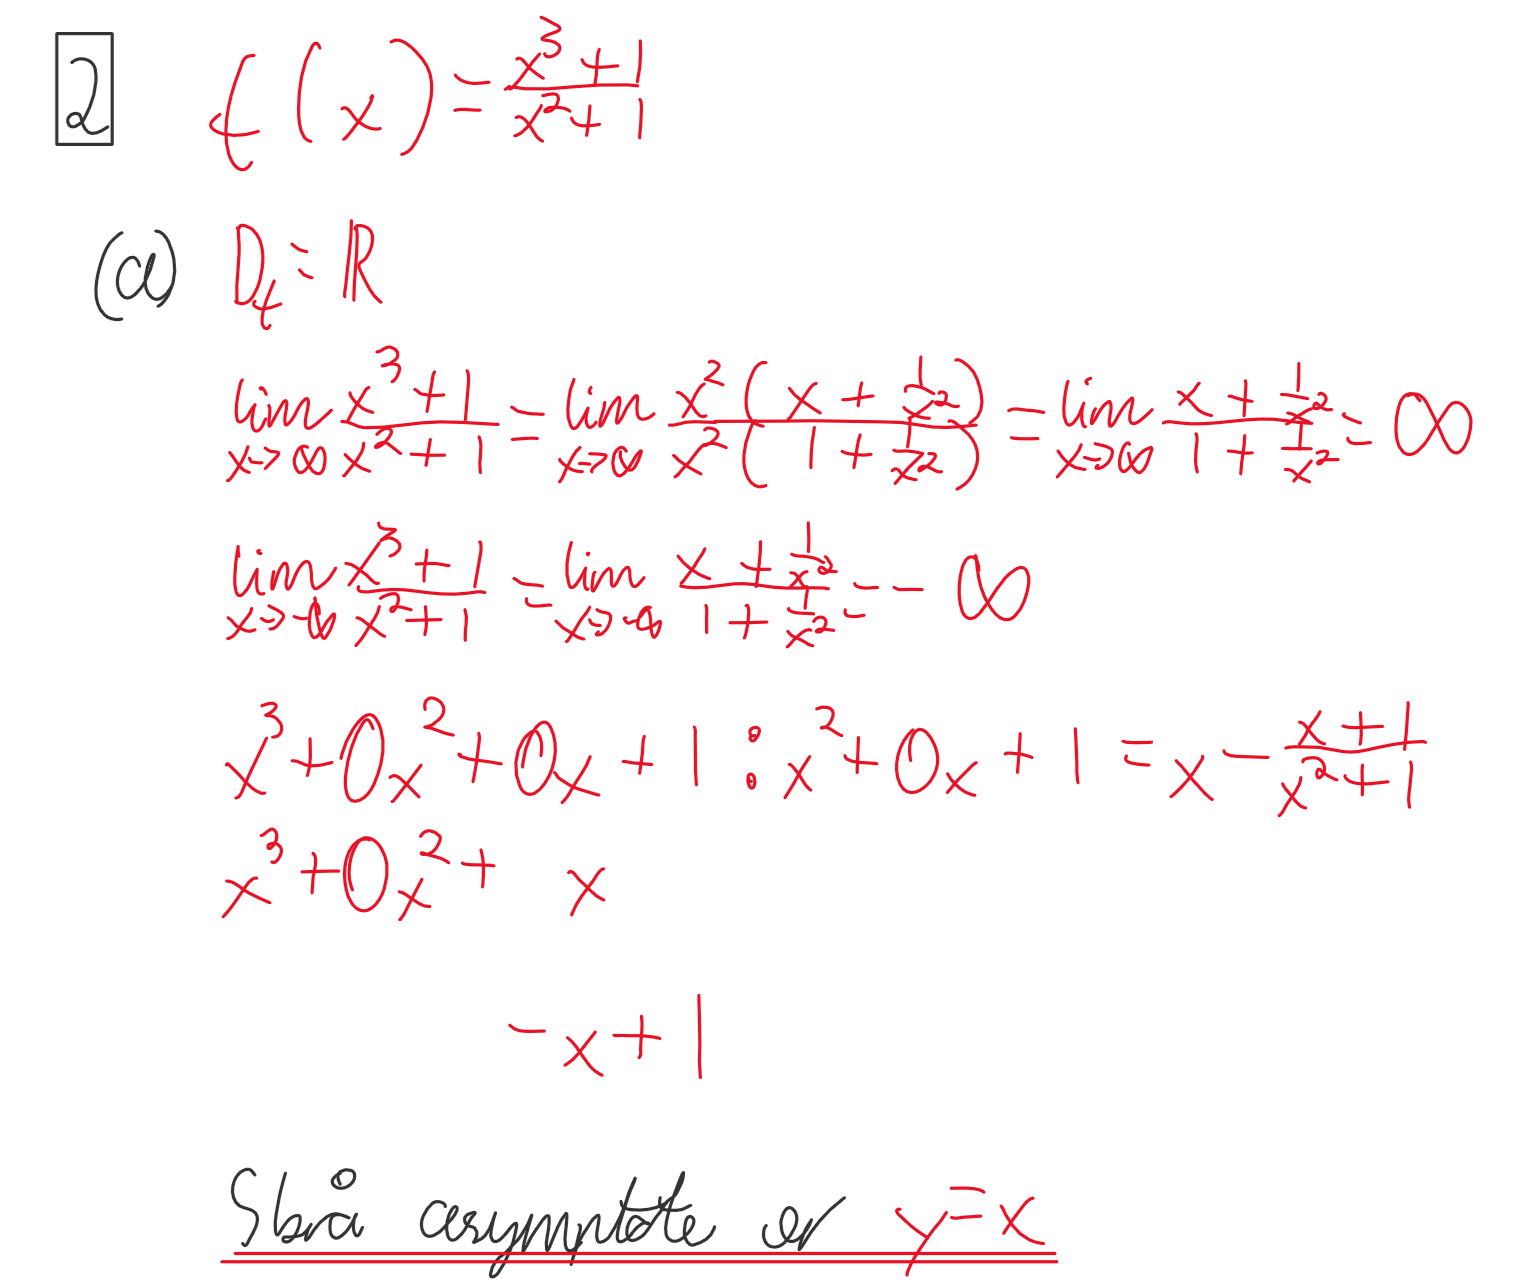 2 f(x) = (x³ + 1)/(x² + 1)
(a) D_f = ℝ
lim_{x→∞} (x³ + 1)/(x² + 1) = lim_{x→∞} (x²(x + 1/x²))/(x²(1 + 1/x²)) = lim_{x→∞} (x + 1/x²)/(1 + 1/x²) = ∞
lim_{x→-∞} (x³ + 1)/(x² + 1) = lim_{x→-∞} (x + 1/x²)/(1 + 1/x²) = -∞
x³ + 0x² + 0x + 1 : x² + 0x + 1 = x - (x + 1)/(x² + 1)
x³ + 0x² + x
-x + 1
Skrå asymptote er y = x